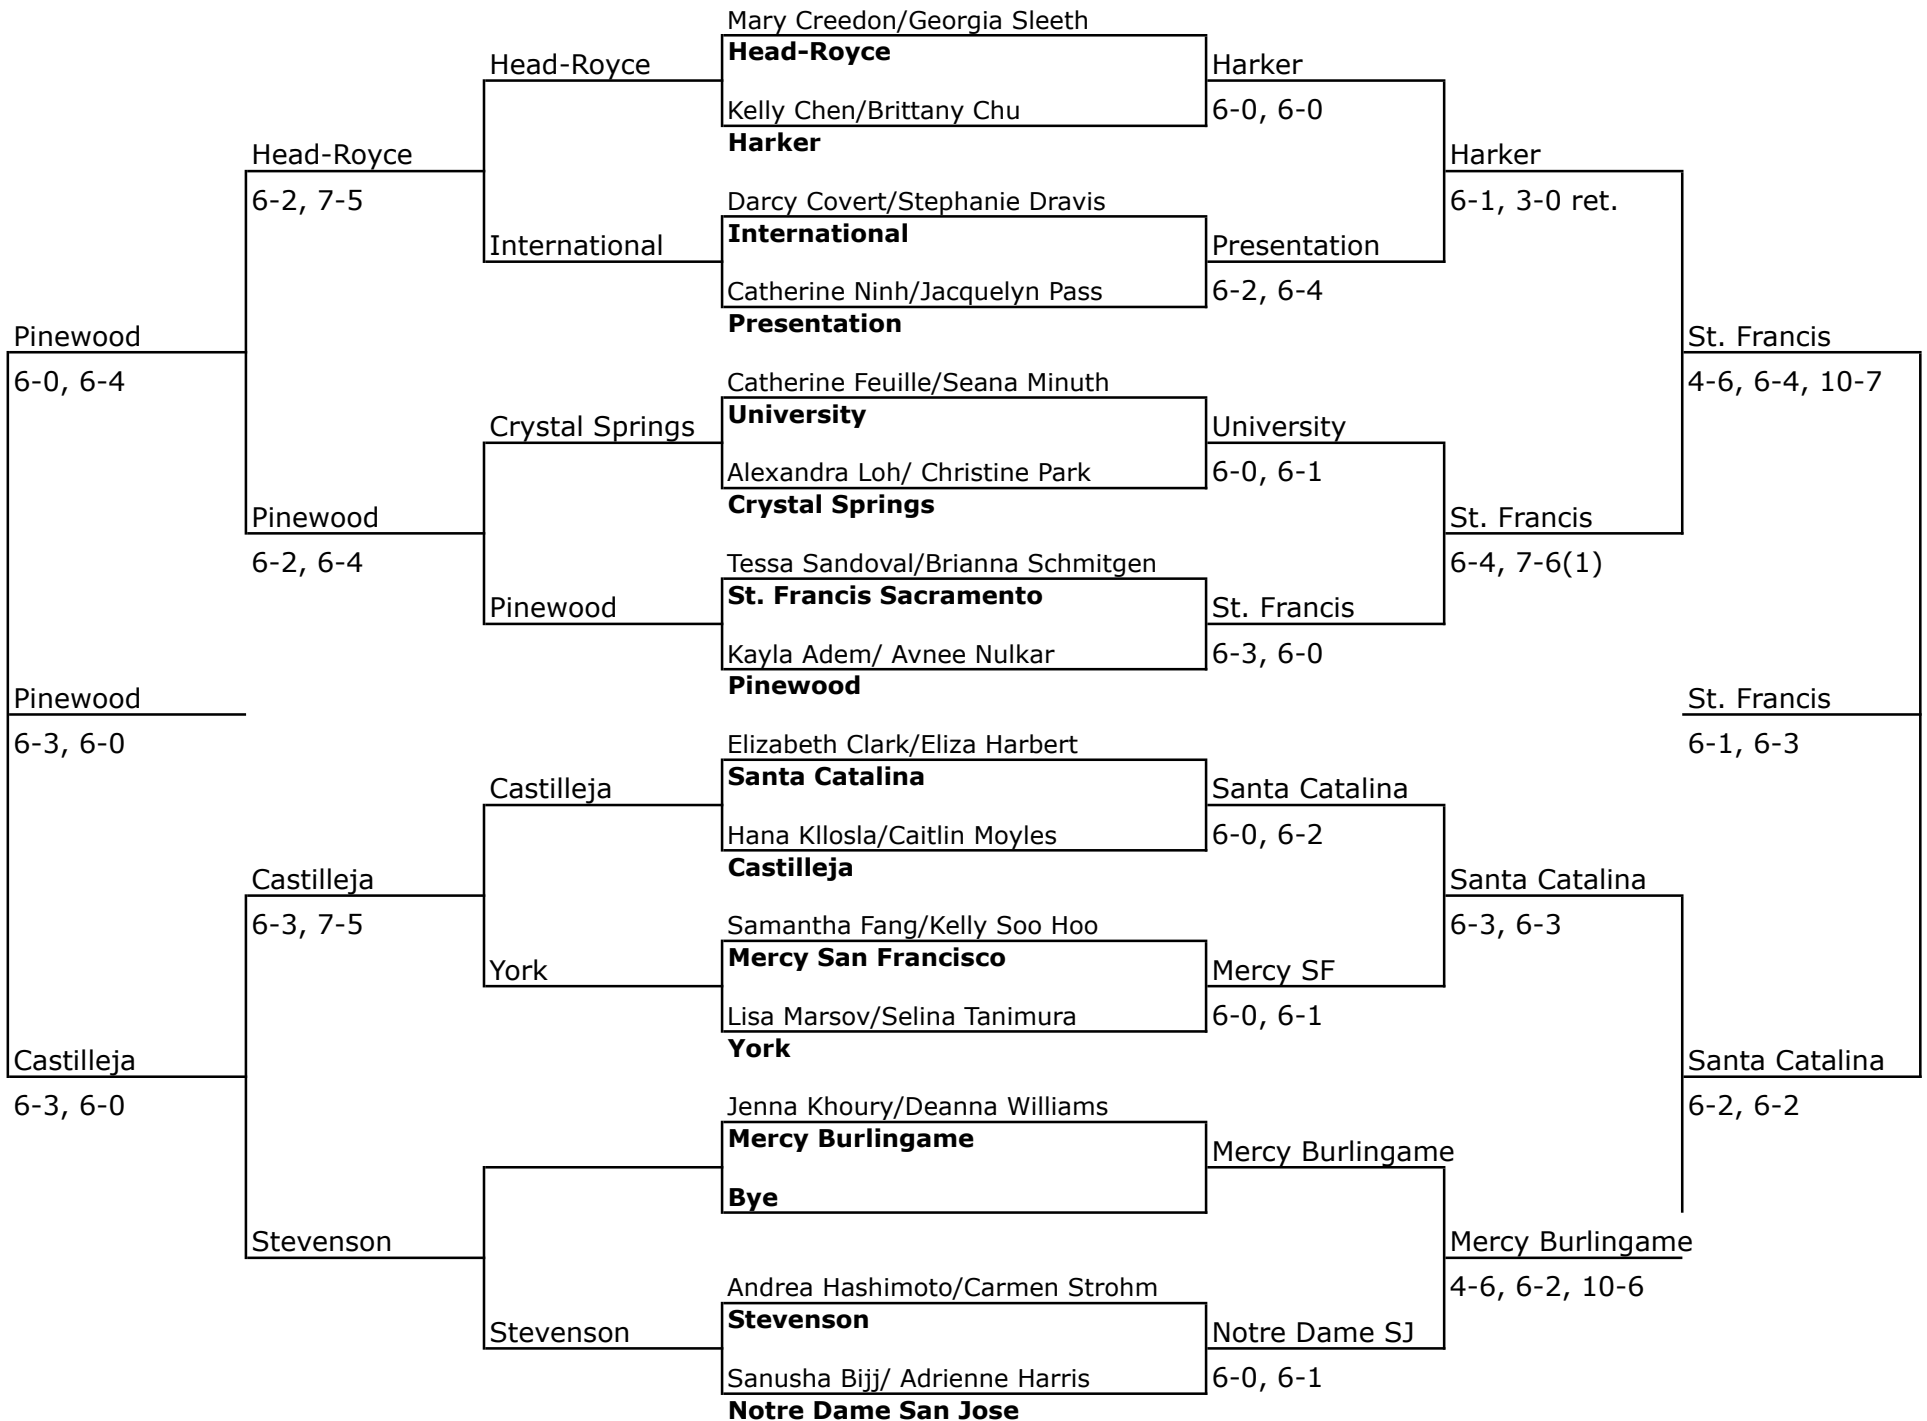 Mary Creedon/Georgia Sleeth
Head-Royce
Head-Royce
Harker
Kelly Chen/Brittany Chu
6-0, 6-0
Harker
Head-Royce
Harker
6-2, 7-5
Darcy Covert/Stephanie Dravis
6-1, 3-0 ret.
International
International
Presentation
Catherine Ninh/Jacquelyn Pass
6-2, 6-4
Presentation
Pinewood
St. Francis
6-0, 6-4
Catherine Feuille/Seana Minuth
4-6, 6-4, 10-7
University
Crystal Springs
University
Alexandra Loh/ Christine Park
6-0, 6-1
Crystal Springs
Pinewood
St. Francis
6-2, 6-4
Tessa Sandoval/Brianna Schmitgen
6-4, 7-6(1)
St. Francis Sacramento
Pinewood
St. Francis
Kayla Adem/ Avnee Nulkar
6-3, 6-0
Pinewood
Pinewood
St. Francis
6-3, 6-0
Elizabeth Clark/Eliza Harbert
6-1, 6-3
Santa Catalina
Castilleja
Santa Catalina
Hana Kllosla/Caitlin Moyles
6-0, 6-2
Castilleja
Castilleja
Santa Catalina
6-3, 7-5
Samantha Fang/Kelly Soo Hoo
6-3, 6-3
Mercy San Francisco
York
Mercy SF
Lisa Marsov/Selina Tanimura
6-0, 6-1
York
Castilleja
Santa Catalina
6-3, 6-0
Jenna Khoury/Deanna Williams
6-2, 6-2
Mercy Burlingame
Mercy Burlingame
Bye
Stevenson
Mercy Burlingame
Andrea Hashimoto/Carmen Strohm
4-6, 6-2, 10-6
Stevenson
Stevenson
Notre Dame SJ
Sanusha Bijj/ Adrienne Harris
6-0, 6-1
Notre Dame San Jose